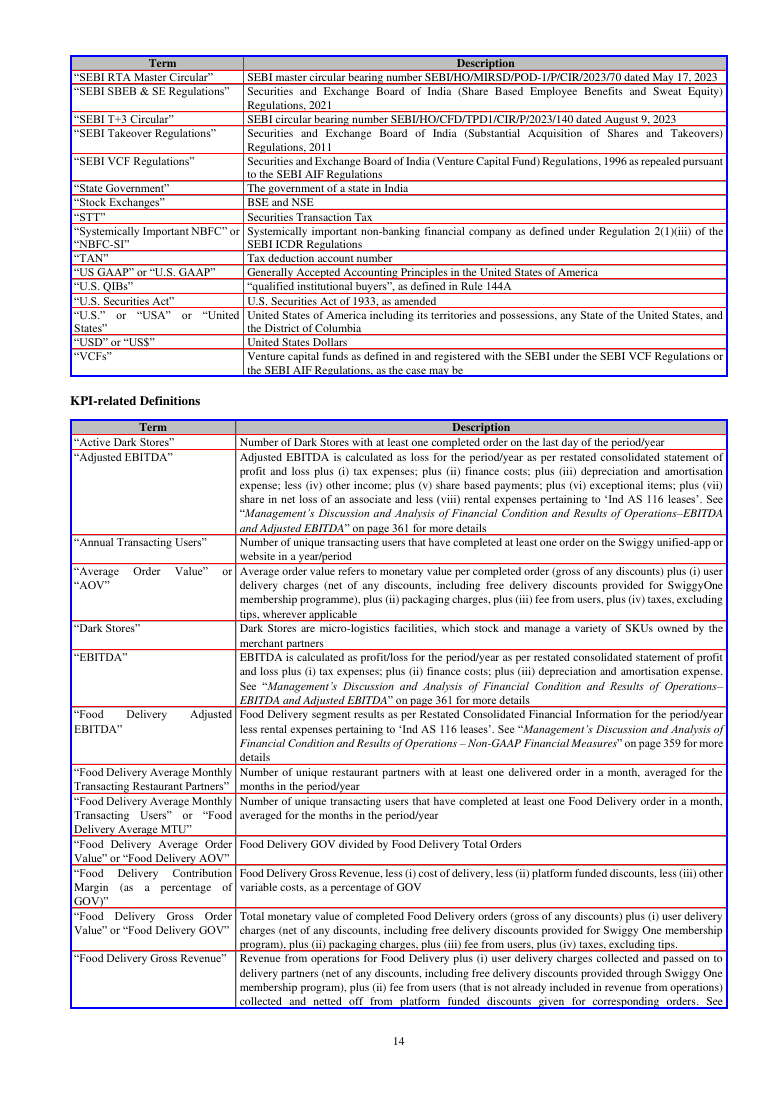 Term Description
“SEBI RTA Master Circular” SEBI master circular bearing number SEBI/HO/MIRSD/POD-1/P/CIR/2023/70 dated May 17, 2023
“SEBI SBEB & SE Regulations” Securities and Exchange Board of India (Share Based Employee Benefits and Sweat Equity)
Regulations, 2021
“SEBI T+3 Circular” SEBI circular bearing number SEBI/HO/CFD/TPD1/CIR/P/2023/140 dated August 9, 2023
“SEBI Takeover Regulations” Securities and Exchange Board of India (Substantial Acquisition of Shares and Takeovers)
Regulations, 2011
“SEBI VCF Regulations” Securities and Exchange Board of India (Venture Capital Fund) Regulations, 1996 as repealed pursuant
to the SEBI AIF Regulations
“State Government” The government of a state in India
“Stock Exchanges” BSE and NSE
“STT” Securities Transaction Tax
“Systemically Important NBFC” or Systemically important non-banking financial company as defined under Regulation 2(1)(iii) of the
“NBFC-SI” SEBI ICDR Regulations
“TAN” Tax deduction account number
“US GAAP” or “U.S. GAAP” Generally Accepted Accounting Principles in the United States of America
“U.S. QIBs” “qualified institutional buyers”, as defined in Rule 144A
“U.S. Securities Act” U.S. Securities Act of 1933, as amended
“U.S.” or “USA” or “United United States of America including its territories and possessions, any State of the United States, and
States” the District of Columbia
“USD” or “US$” United States Dollars
“VCFs” Venture capital funds as defined in and registered with the SEBI under the SEBI VCF Regulations or
the SEBI AIF Regulations, as the case may be
KPI-related Definitions
Term Description
“Active Dark Stores” Number of Dark Stores with at least one completed order on the last day of the period/year
“Adjusted EBITDA” Adjusted EBITDA is calculated as loss for the period/year as per restated consolidated statement of
profit and loss plus (i) tax expenses; plus (ii) finance costs; plus (iii) depreciation and amortisation
expense; less (iv) other income; plus (v) share based payments; plus (vi) exceptional items; plus (vii)
share in net loss of an associate and less (viii) rental expenses pertaining to ‘Ind AS 116 leases’. See
“Management’s Discussion and Analysis of Financial Condition and Results of Operations–EBITDA
and Adjusted EBITDA” on page 361 for more details
“Annual Transacting Users” Number of unique transacting users that have completed at least one order on the Swiggy unified-app or
website in a year/period
“Average Order Value” or Average order value refers to monetary value per completed order (gross of any discounts) plus (i) user
“AOV” delivery charges (net of any discounts, including free delivery discounts provided for SwiggyOne
membership programme), plus (ii) packaging charges, plus (iii) fee from users, plus (iv) taxes, excluding
tips, wherever applicable
“Dark Stores” Dark Stores are micro-logistics facilities, which stock and manage a variety of SKUs owned by the
merchant partners
“EBITDA” EBITDA is calculated as profit/loss for the period/year as per restated consolidated statement of profit
and loss plus (i) tax expenses; plus (ii) finance costs; plus (iii) depreciation and amortisation expense.
See “Management’s Discussion and Analysis of Financial Condition and Results of Operations–
EBITDA and Adjusted EBITDA” on page 361 for more details
“Food Delivery Adjusted Food Delivery segment results as per Restated Consolidated Financial Information for the period/year
EBITDA” less rental expenses pertaining to ‘Ind AS 116 leases’. See “Management’s Discussion and Analysis of
Financial Condition and Results of Operations – Non-GAAP Financial Measures” on page 359 for more
details
“Food Delivery Average Monthly Number of unique restaurant partners with at least one delivered order in a month, averaged for the
Transacting Restaurant Partners” months in the period/year
“Food Delivery Average Monthly Number of unique transacting users that have completed at least one Food Delivery order in a month,
Transacting Users” or “Food averaged for the months in the period/year
Delivery Average MTU”
“Food Delivery Average Order Food Delivery GOV divided by Food Delivery Total Orders
Value” or “Food Delivery AOV”
“Food Delivery Contribution Food Delivery Gross Revenue, less (i) cost of delivery, less (ii) platform funded discounts, less (iii) other
Margin (as a percentage of variable costs, as a percentage of GOV
GOV)”
“Food Delivery Gross Order Total monetary value of completed Food Delivery orders (gross of any discounts) plus (i) user delivery
Value” or “Food Delivery GOV” charges (net of any discounts, including free delivery discounts provided for Swiggy One membership
program), plus (ii) packaging charges, plus (iii) fee from users, plus (iv) taxes, excluding tips.
“Food Delivery Gross Revenue” Revenue from operations for Food Delivery plus (i) user delivery charges collected and passed on to
delivery partners (net of any discounts, including free delivery discounts provided through Swiggy One
membership program), plus (ii) fee from users (that is not already included in revenue from operations)
collected and netted off from platform funded discounts given for corresponding orders. See
14